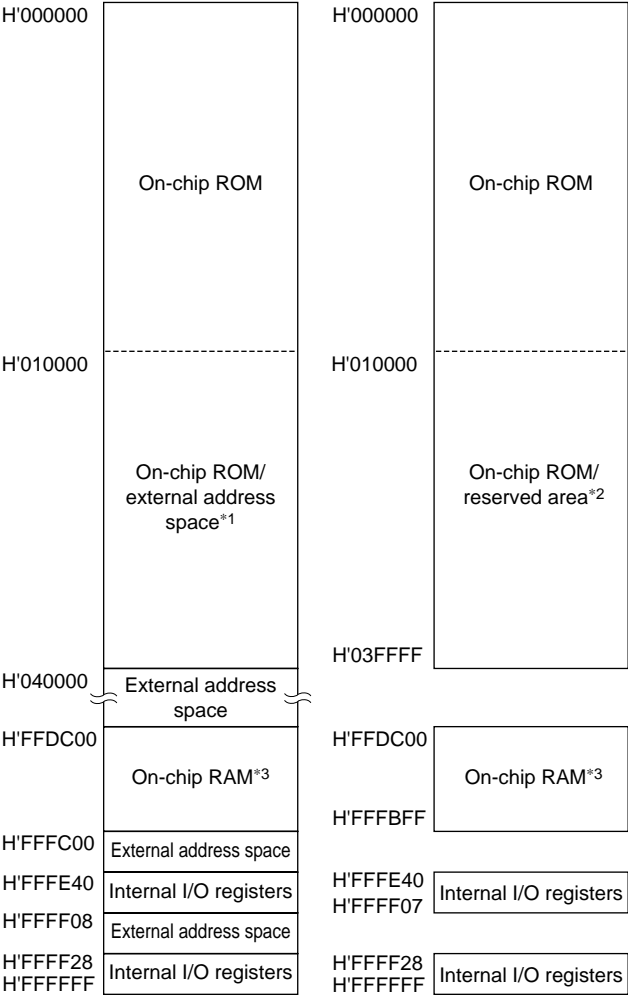 H'000000
On-chip ROM
H'010000
On-chip ROM/
external address
space*1
H'040000
External address
space
H'FFDC00
On-chip RAM*3
H'FFFC00
External address space
H'FFFE40
Internal I/O registers
H'FFFF08
External address space
H'FFFF28
Internal I/O registers
H'FFFFFF
H'000000
On-chip ROM
H'010000
On-chip ROM/
reserved area*2
H'03FFFF
H'FFDC00
On-chip RAM*3
H'FFFBFF
H'FFFE40
Internal I/O registers
H'FFFF07
H'FFFF28
Internal I/O registers
H'FFFFFF